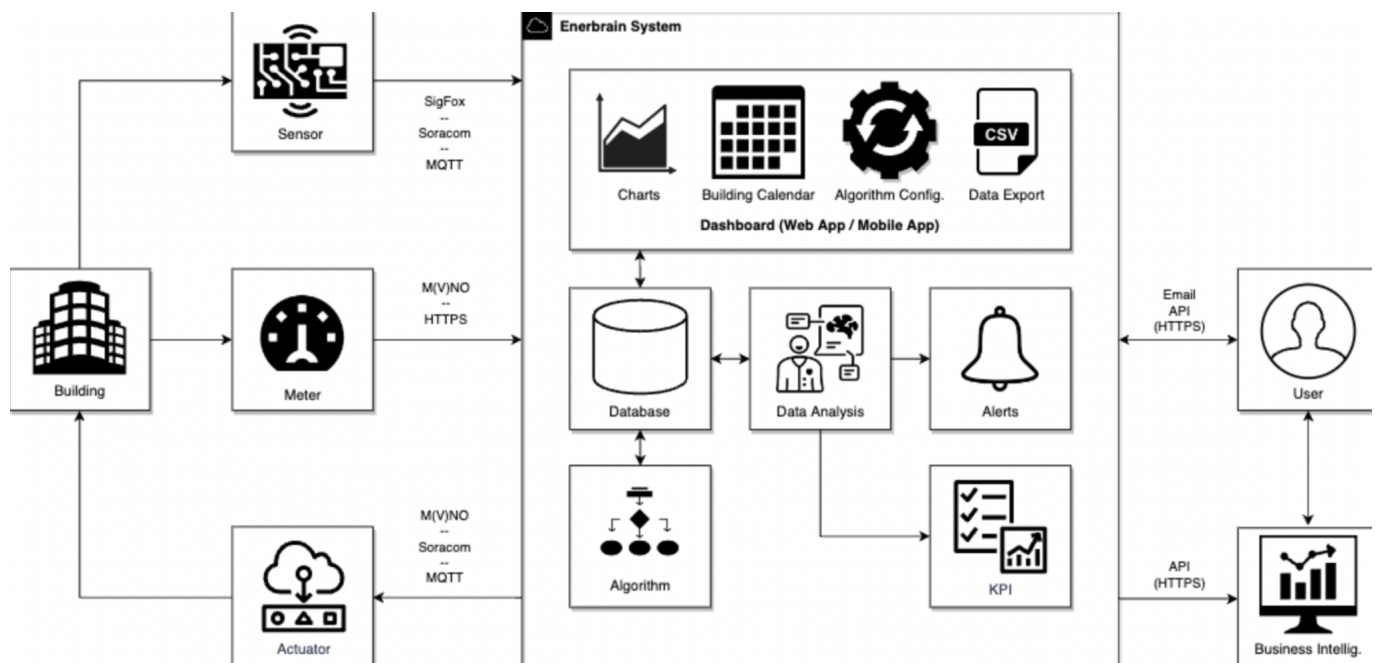 Enerbrain System
Sensor
SigFox
--
Soracom
--
MQTT
CSV
Charts
Building Calendar
Algorithm Config.
Data Export
Dashboard (Web App / Mobile App)
Building
Meter
M(V)NO
--
HTTPS
Database
Data Analysis
Alerts
Email
API
(HTTPS)
User
Actuator
M(V)NO
--
Soracom
--
MQTT
Algorithm
KPI
API
(HTTPS)
Business Intellig.